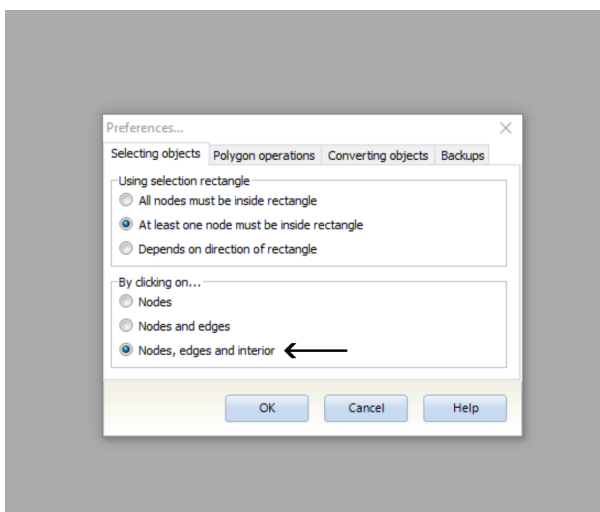 Preferences...
Selecting objects Polygon operations Converting objects Backups
Using selection rectangle
All nodes must be inside rectangle
At least one node must be inside rectangle
Depends on direction of rectangle
By clicking on...
Nodes
Nodes and edges
Nodes, edges and interior
OK Cancel Help